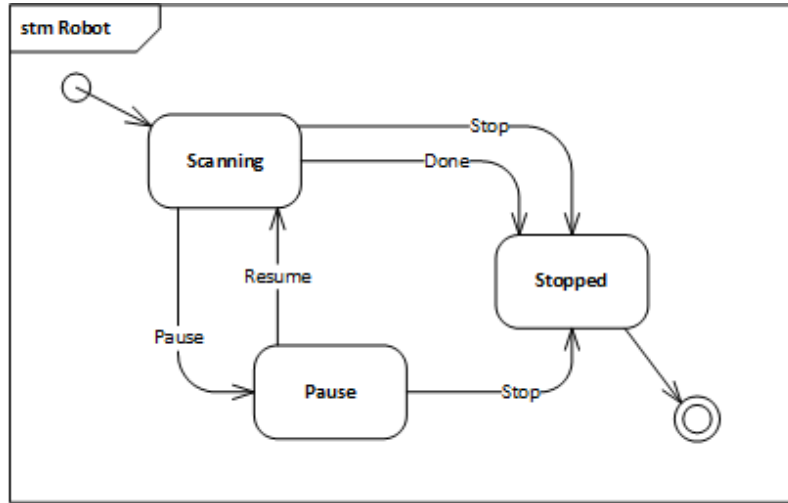 stm Robot
Stop
Scanning
Done
Resume
Stopped
Pause
Pause
Stop